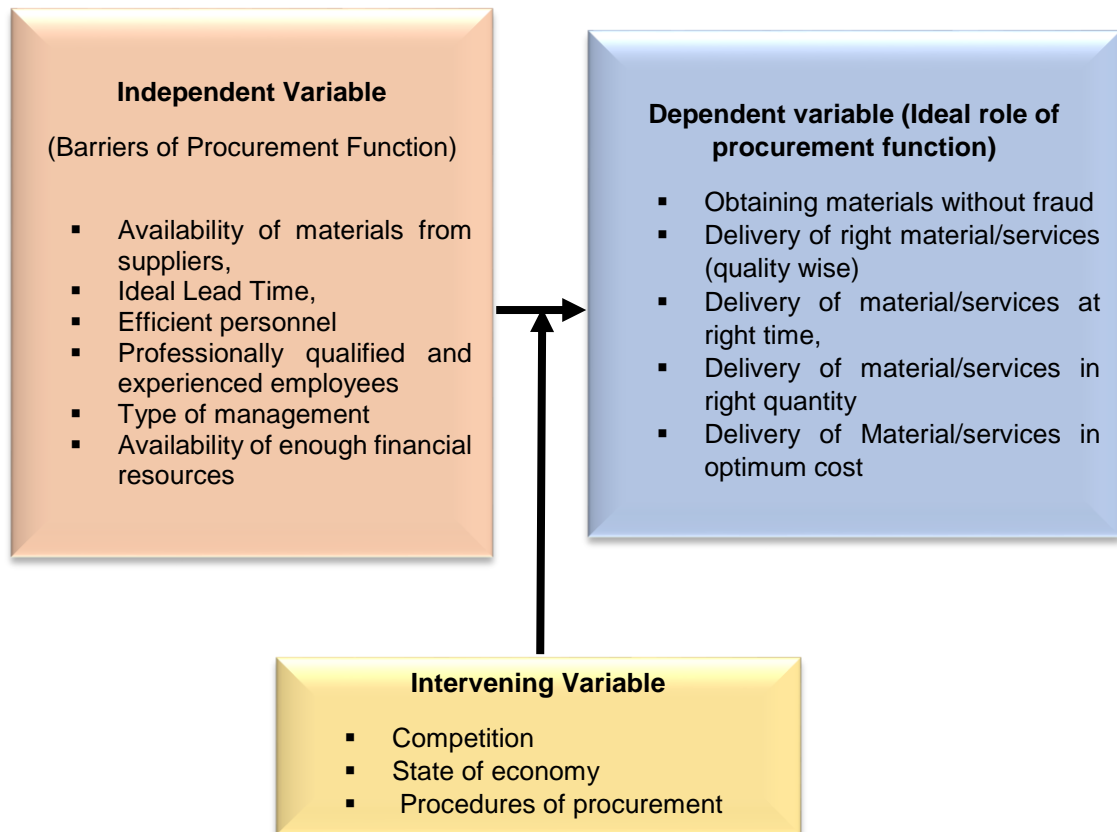 Independent Variable
(Barriers of Procurement Function)
▪ Availability of materials from
suppliers,
▪ Ideal Lead Time,
▪ Efficient personnel
▪ Professionally qualified and
experienced employees
▪ Type of management
▪ Availability of enough financial
resources
Dependent variable (Ideal role of
procurement function)
▪ Obtaining materials without fraud
▪ Delivery of right material/services
(quality wise)
▪ Delivery of material/services at
right time,
▪ Delivery of material/services in
right quantity
▪ Delivery of Material/services in
optimum cost
Intervening Variable
▪ Competition
▪ State of economy
▪ Procedures of procurement